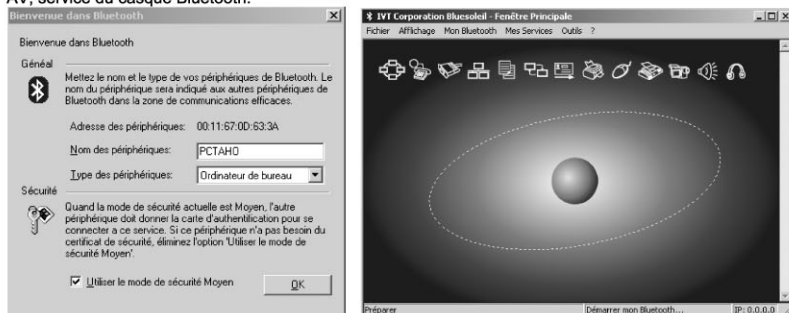 AV, service du casque Bluetooth.
Bienvenue dans Bluetooth
Bienvenue dans Bluetooth
Général
Mettez le nom et le type de vos périphériques de Bluetooth. Le
nom du périphérique sera indiqué aux autres périphériques de
Bluetooth dans la zone de communications efficaces.
Adresse des périphériques: 00:11:67:0D:63:3A
Nom des périphériques: PCTAHO
Type des périphériques: Ordinateur de bureau
Sécurité
Quand la mode de sécurité actuelle est Moyen, l'autre
périphérique doit donner la carte d'authentification pour se
connecter a ce service. Si ce périphérique n'a pas besoin du
certificat de sécurité, éliminez l'option 'Utiliser le mode de
sécurité Moyen'.
Utiliser le mode de sécurité Moyen
OK
IVT Corporation Bluesoleil - Fenêtre Principale
Fichier Affichage Mon Bluetooth Mes Services Outils ?
Préparer
Démarrer mon Bluetooth...
IP: 0.0.0.0